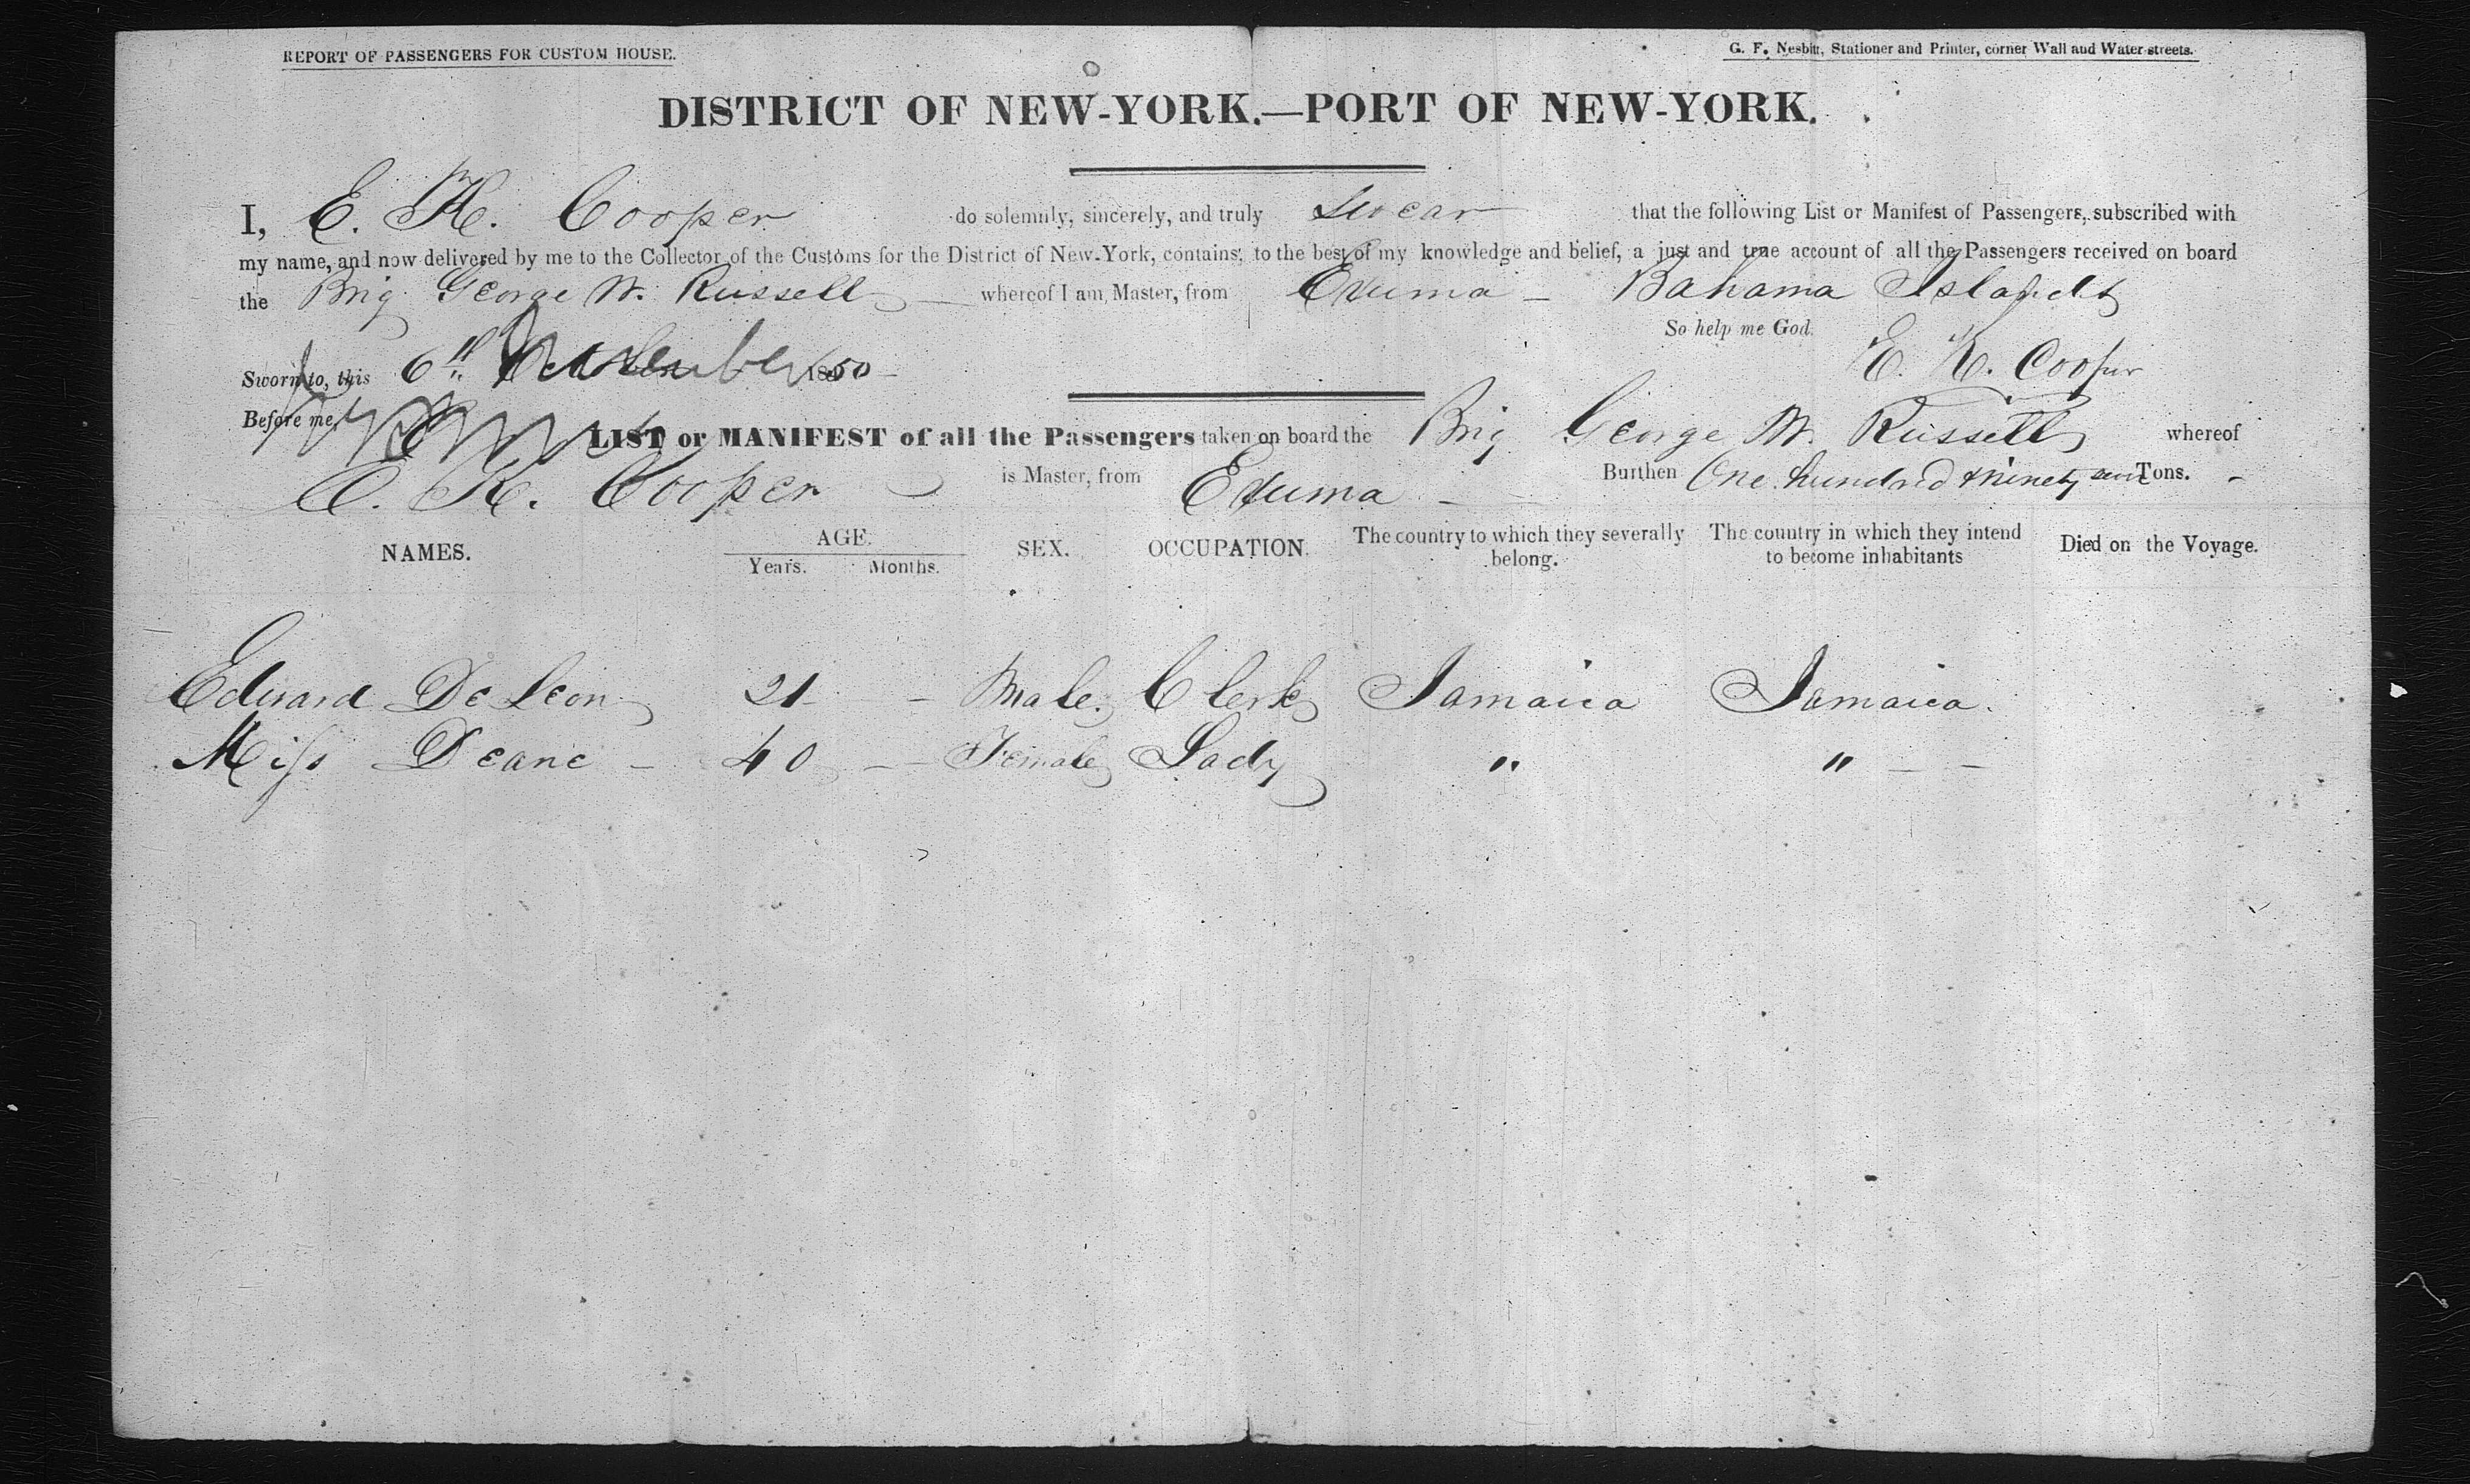 REPORT OF PASSENGERS FOR CUSTOM HOUSE.
G. F. Nesbitt, Stationer and Printer, corner Wall and Water-streets.
DISTRICT OF NEW-YORK.—PORT OF NEW-YORK.
I, E. K. Cooper do solemnly, sincerely, and truly swear that the following List or Manifest of Passengers, subscribed with
my name, and now delivered by me to the Collector of the Customs for the District of New-York, contains, to the best of my knowledge and belief, a just and true account of all the Passengers received on board
the Brig George W. Russell whereof I am Master, from Exuma – Bahama Islands
So help me God.
Sworn to, this 6th 1850 –
E. K. Cooper
Before me,
LIST or MANIFEST of all the Passengers taken on board the Brig George W. Russell whereof
E. K. Cooper is Master, from Exuma – Burthen One hundred & ninety Tons. –
NAMES. AGE. SEX. OCCUPATION. The country to which they severally belong. The country in which they intend to become inhabitants Died on the Voyage.
Years. Months.
Edward De Leon 21 – Male. Clerk Jamaica Jamaica.
Miss Deane – 40 – Female Lady " " – –